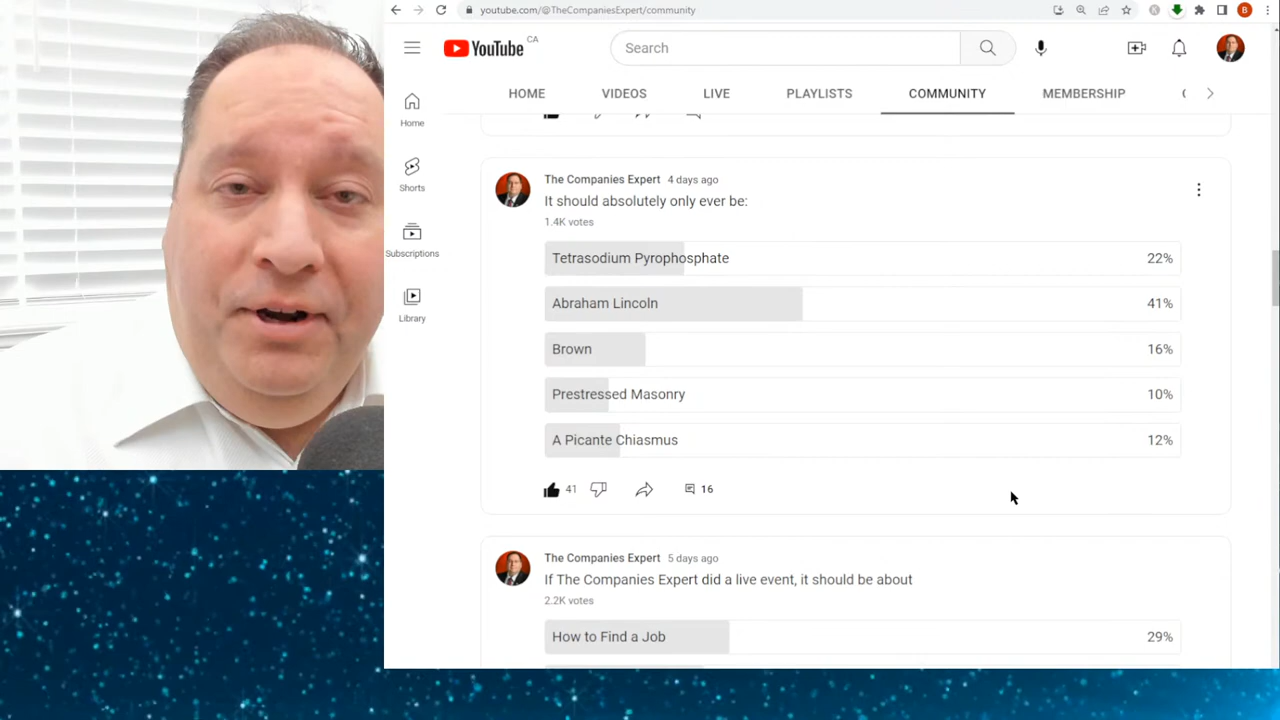 youtube.com/@TheCompaniesExpert/community
B
YouTube CA
Search
HOME VIDEOS LIVE PLAYLISTS COMMUNITY MEMBERSHIP
Home
Shorts
Subscriptions
Library
The Companies Expert 4 days ago
It should absolutely only ever be:
1.4K votes
Tetrasodium Pyrophosphate 22%
Abraham Lincoln 41%
Brown 16%
Prestressed Masonry 10%
A Picante Chiasmus 12%
41 16
The Companies Expert 5 days ago
If The Companies Expert did a live event, it should be about
2.2K votes
How to Find a Job 29%